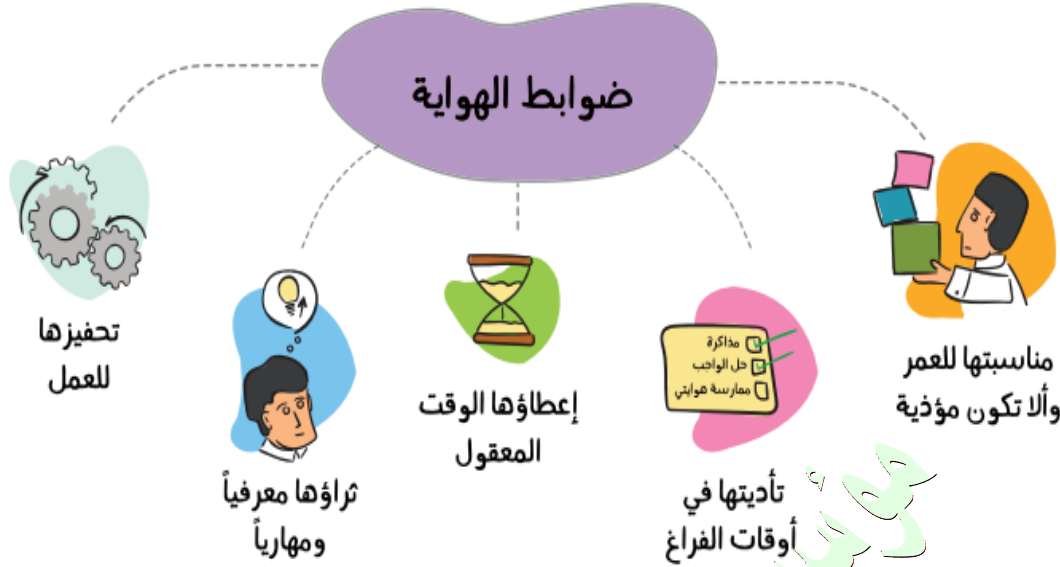 ضوابط الهواية
مناسبتها للعمر
وألا تكون مؤذية
مذاكرة
حل الواجب
ممارسة هوايتي
تأديتها في
أوقات الفراغ
إعطاؤها الوقت
المعقول
ثراؤها معرفياً
ومهارياً
تحفيزها
للعمل